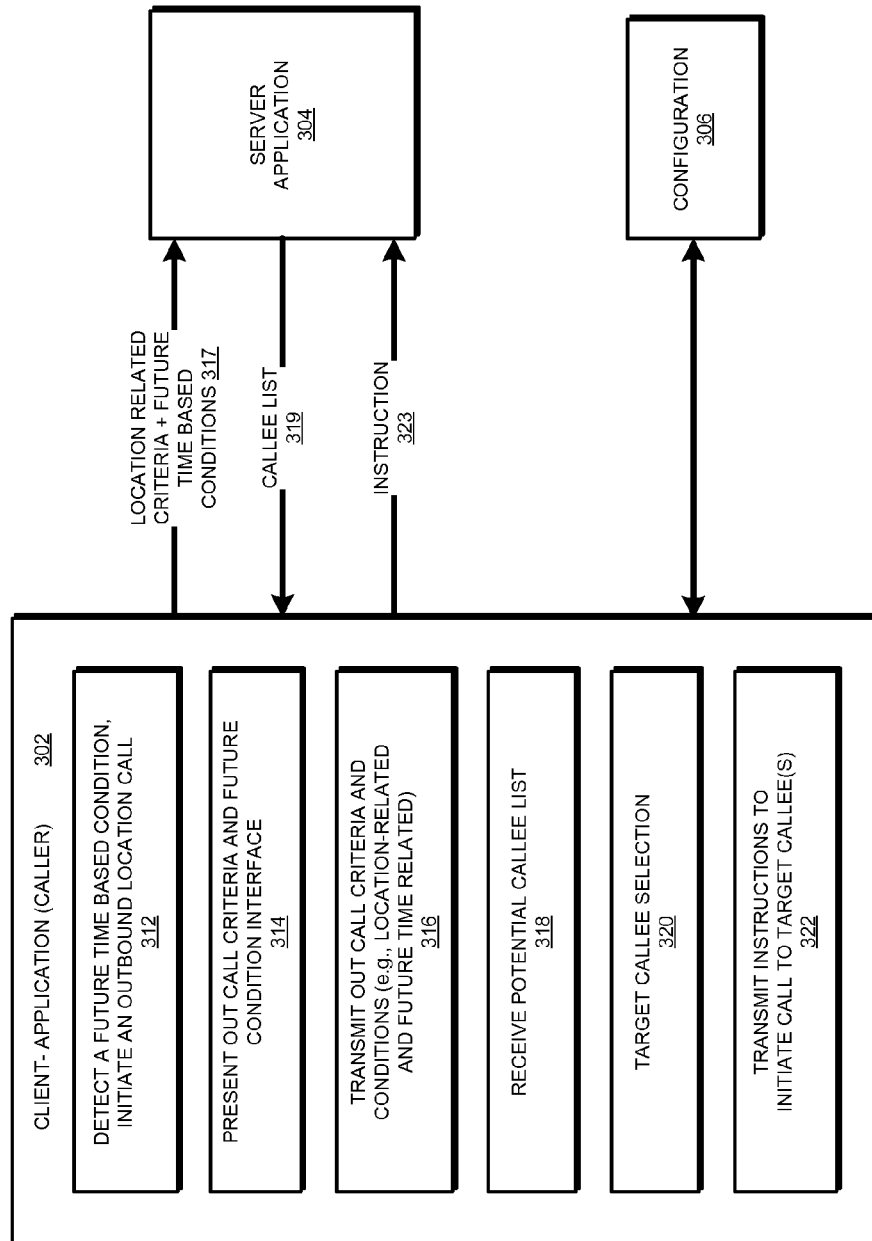 CLIENT- APPLICATION (CALLER) 302
DETECT A FUTURE TIME BASED CONDITION,
INITIATE AN OUTBOUND LOCATION CALL
312
PRESENT OUT CALL CRITERIA AND FUTURE
CONDITION INTERFACE
314
TRANSMIT OUT CALL CRITERIA AND
CONDITIONS (e.g., LOCATION-RELATED
AND FUTURE TIME RELATED)
316
RECEIVE POTENTIAL CALLEE LIST
318
TARGET CALLEE SELECTION
320
TRANSMIT INSTRUCTIONS TO
INITIATE CALL TO TARGET CALLEE(S)
322
LOCATION RELATED
CRITERIA + FUTURE
TIME BASED
CONDITIONS 317
CALLEE LIST
319
INSTRUCTION
323
SERVER
APPLICATION
304
CONFIGURATION
306